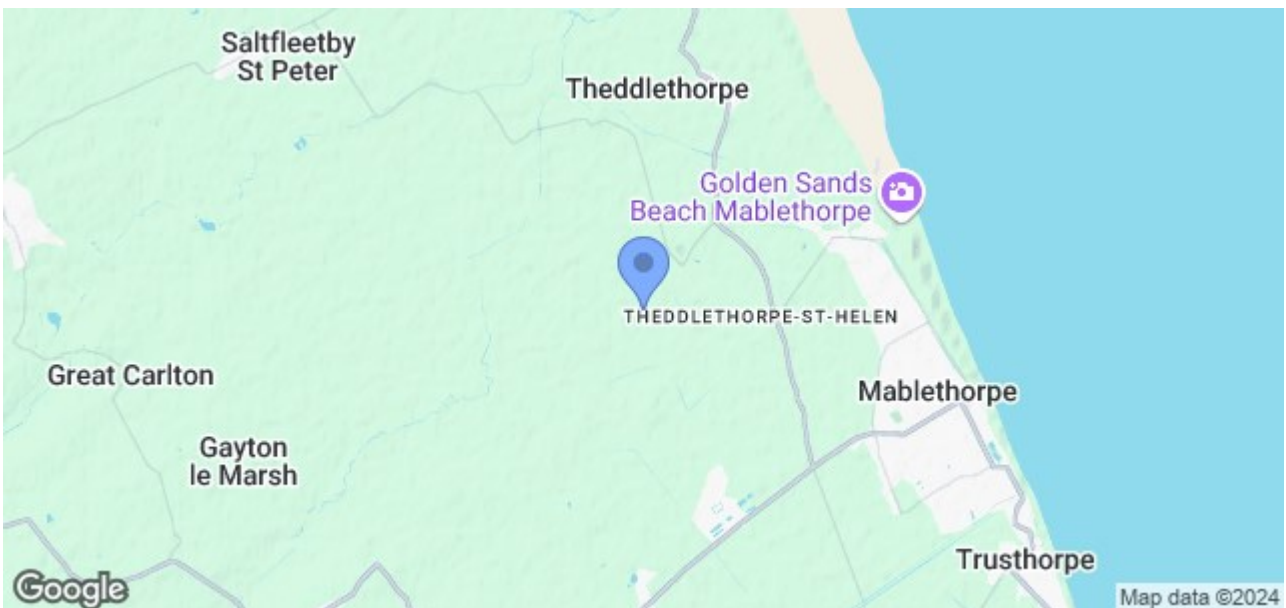 Saltfleetby
St Peter
Theddlethorpe
Golden Sands
Beach Mablethorpe
THEDDLETHORPE-ST-HELEN
Great Carlton
Mablethorpe
Gayton
le Marsh
Trusthorpe
Google
Map data ©2024